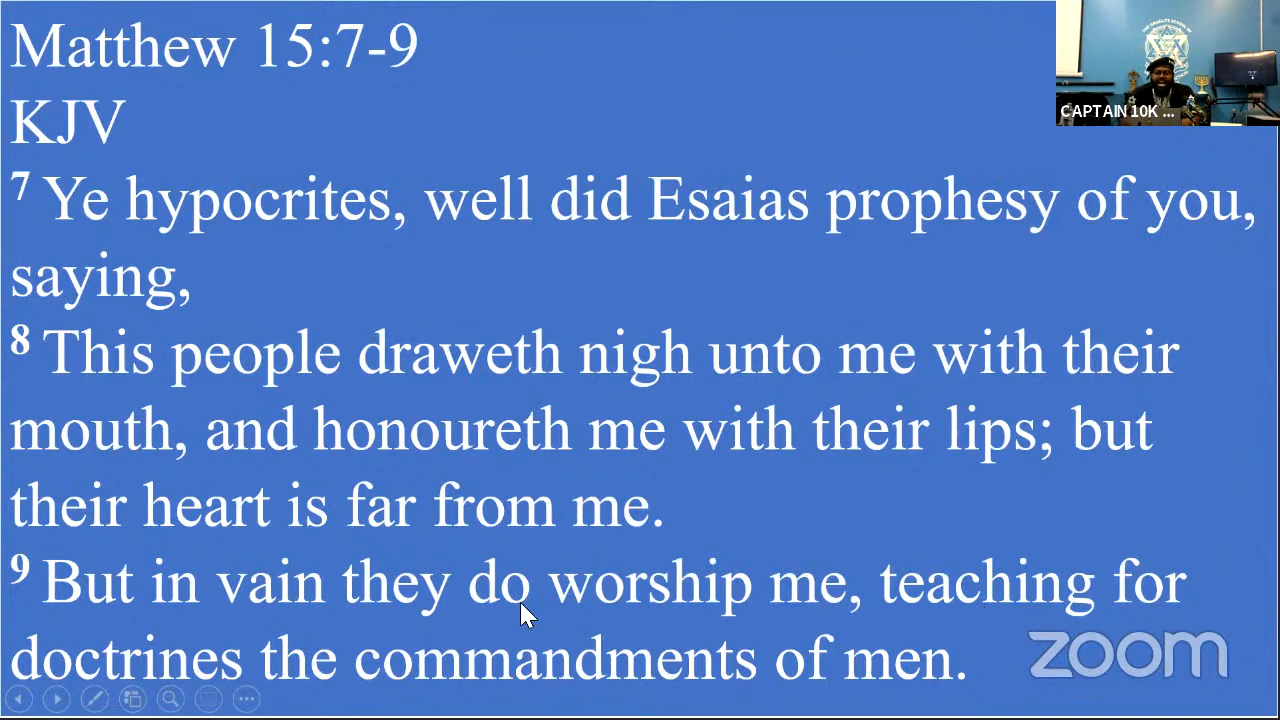 Matthew 15:7-9
KJV
7 Ye hypocrites, well did Esaias prophesy of you,
saying,
8 This people draweth nigh unto me with their
mouth, and honoureth me with their lips; but
their heart is far from me.
9 But in vain they do worship me, teaching for
doctrines the commandments of men.
CAPTAIN 10K ...
zoom